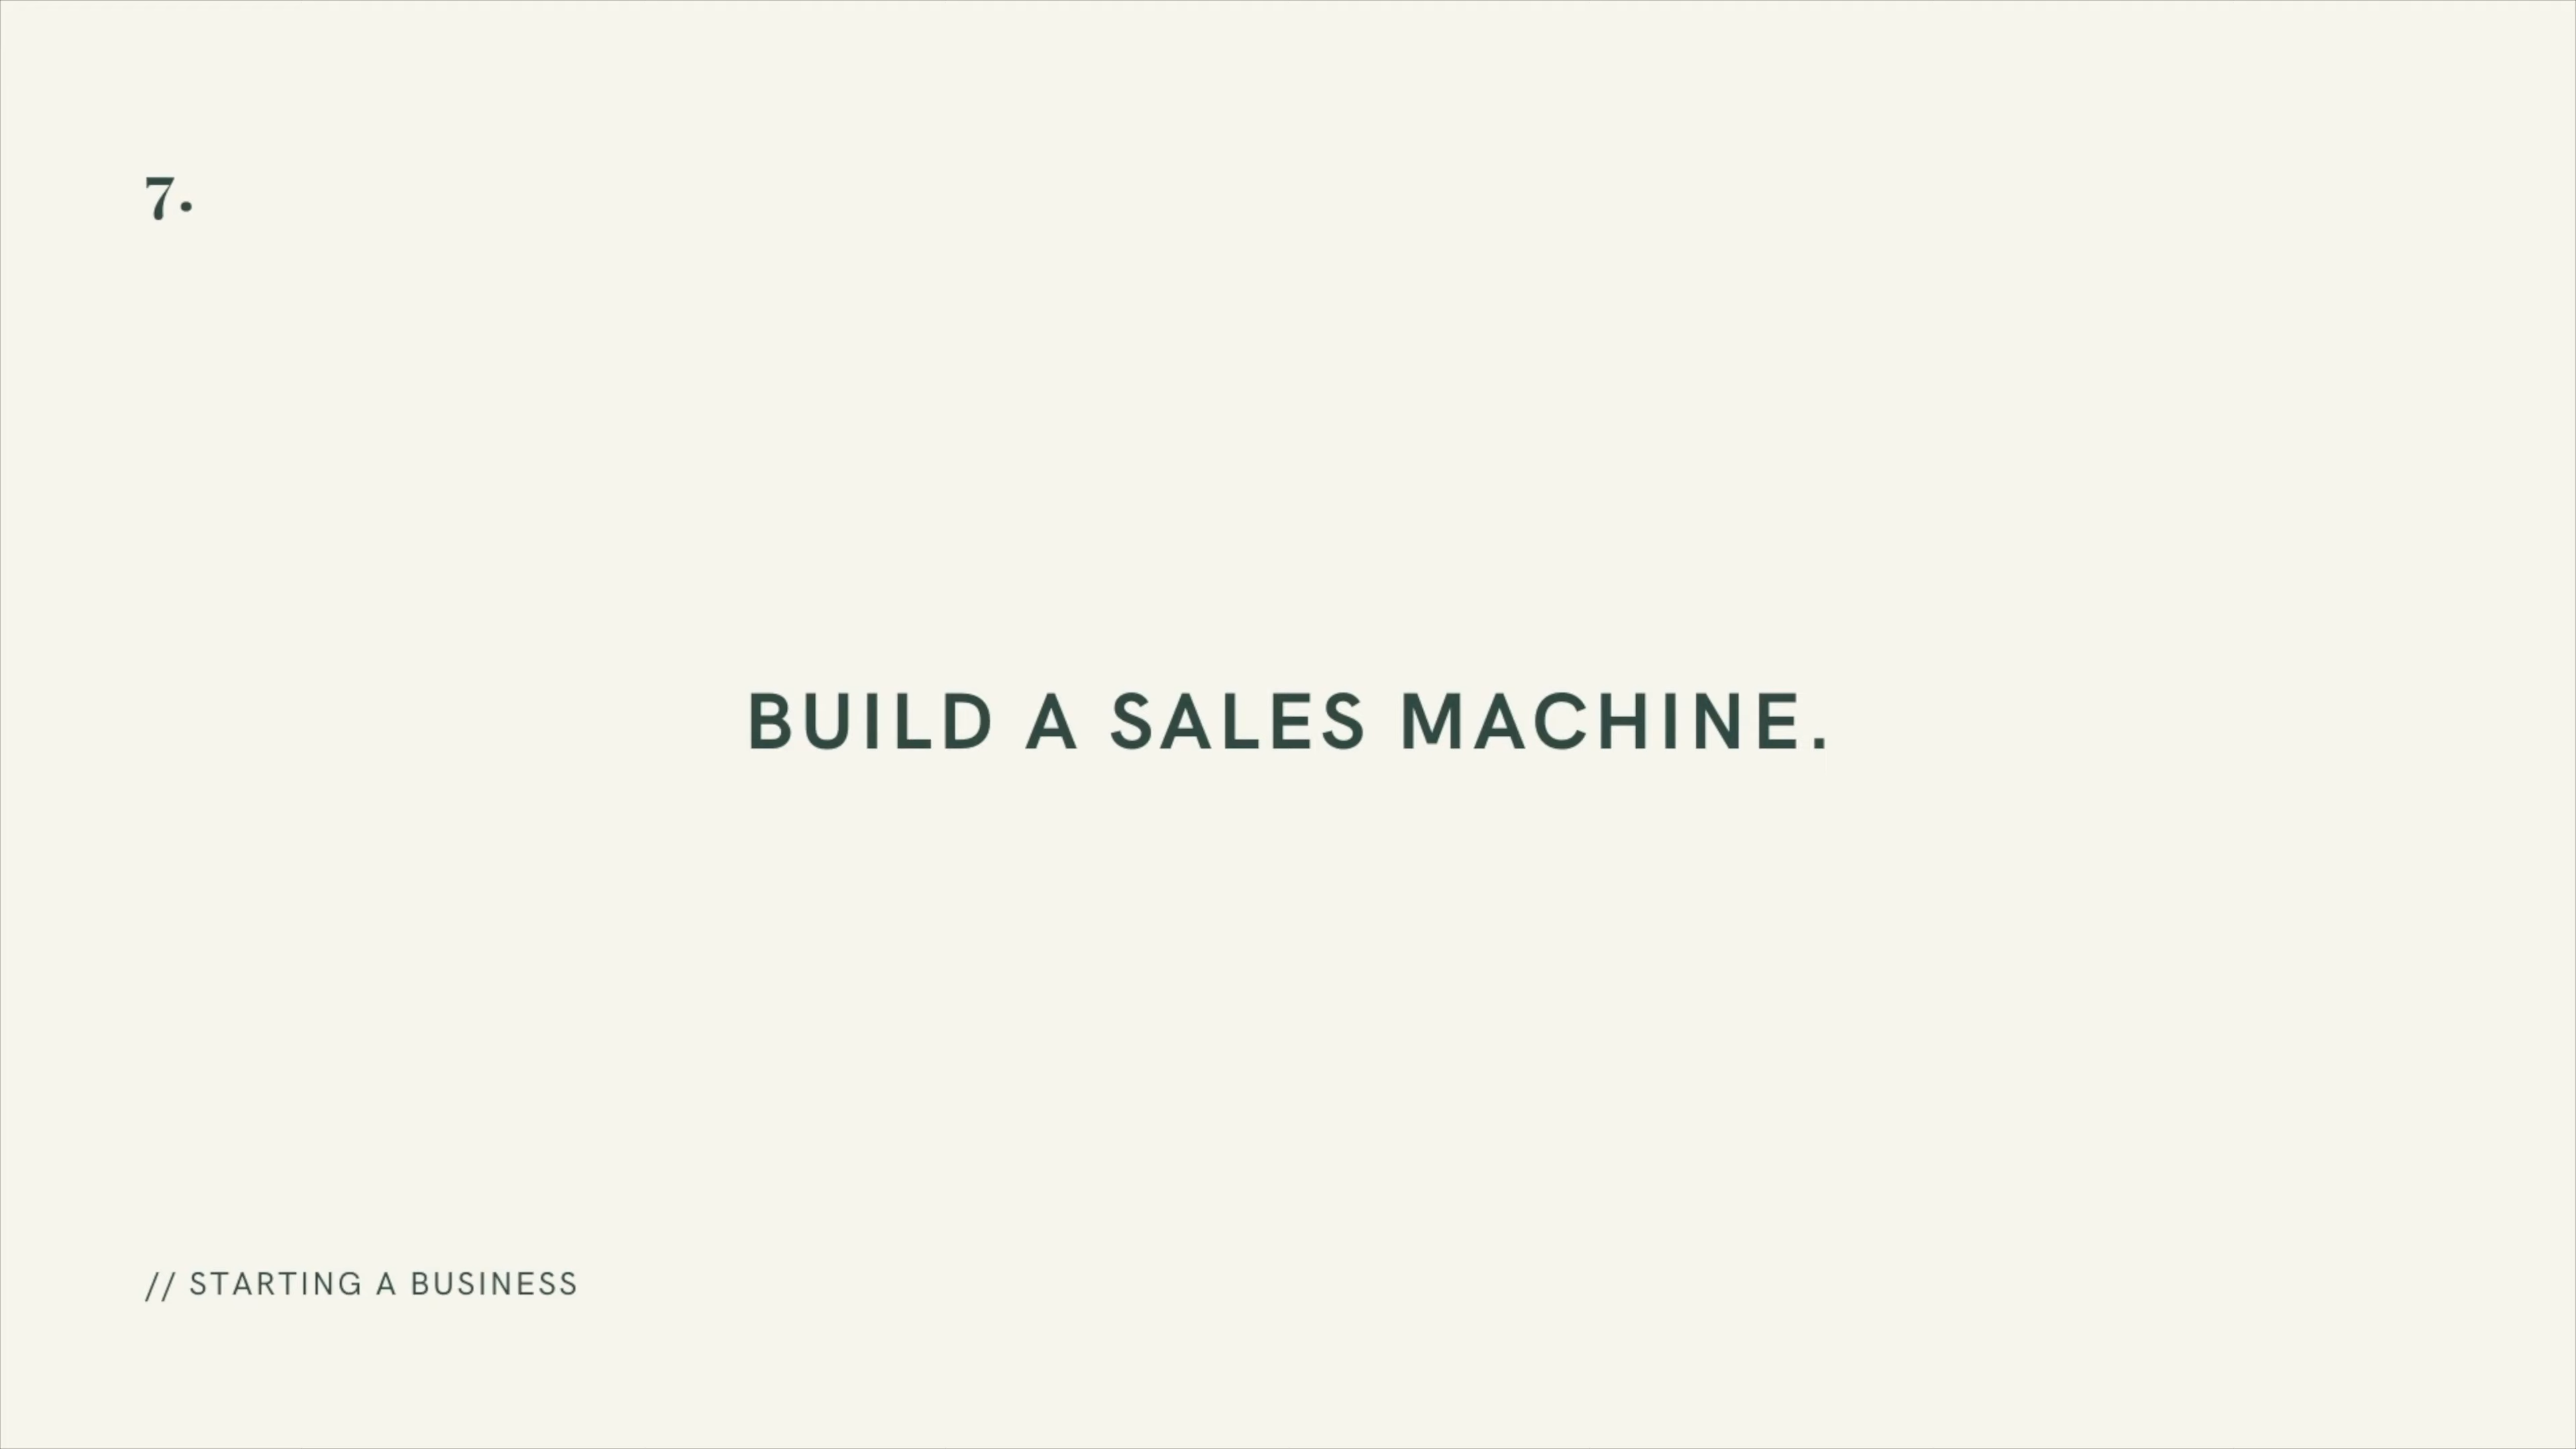 7.
BUILD A SALES MACHINE.
// STARTING A BUSINESS